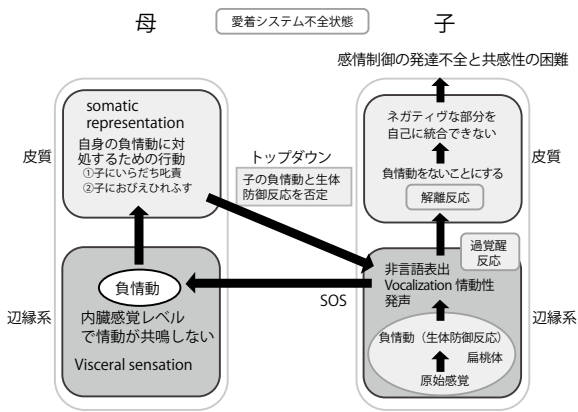 母
愛着システム不全状態
子
感情制御の発達不全と共感性の困難
somatic
representation
自身の負情動に対
処するための行動
①子にいらだち叱責
②子におびえひれふす
皮質
トップダウン
子の負情動と生体
防御反応を否定
ネガティヴな部分を
自己に統合できない
負情動をないことにする
解離反応
皮質
過覚醒
反応
負情動
内臓感覚レベル
で情動が共鳴しない
Visceral sensation
辺縁系
SOS
非言語表出
Vocalization 情動性
発声
負情動（生体防御反応）
扁桃体
原始感覚
辺縁系